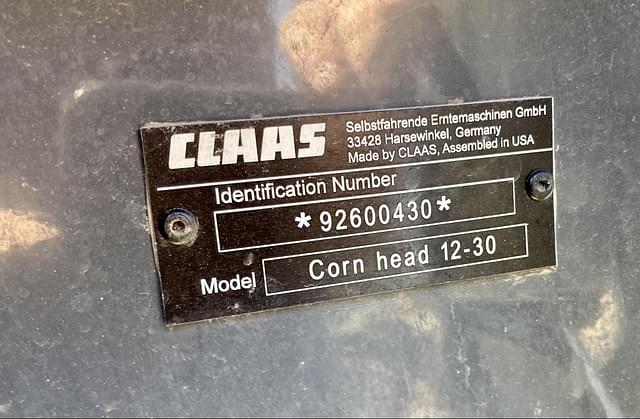 CLAAS
Selbstfahrende Erntemaschinen GmbH
33428 Harsewinkel, Germany
Made by CLAAS, Assembled in USA
Identification Number
*92600430*
Model Corn head 12-30